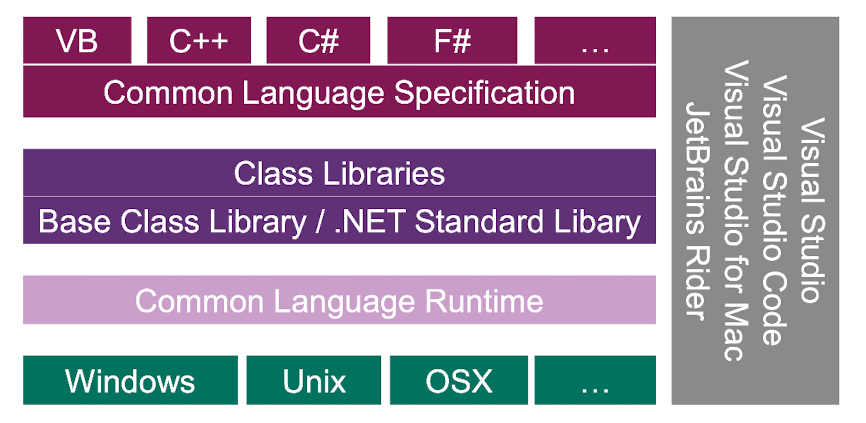 VB C++ C# F# ...
Common Language Specification
Class Libraries
Base Class Library / .NET Standard Libary
Common Language Runtime
Windows Unix OSX ...
Visual Studio
Visual Studio Code
Visual Studio for Mac
JetBrains Rider